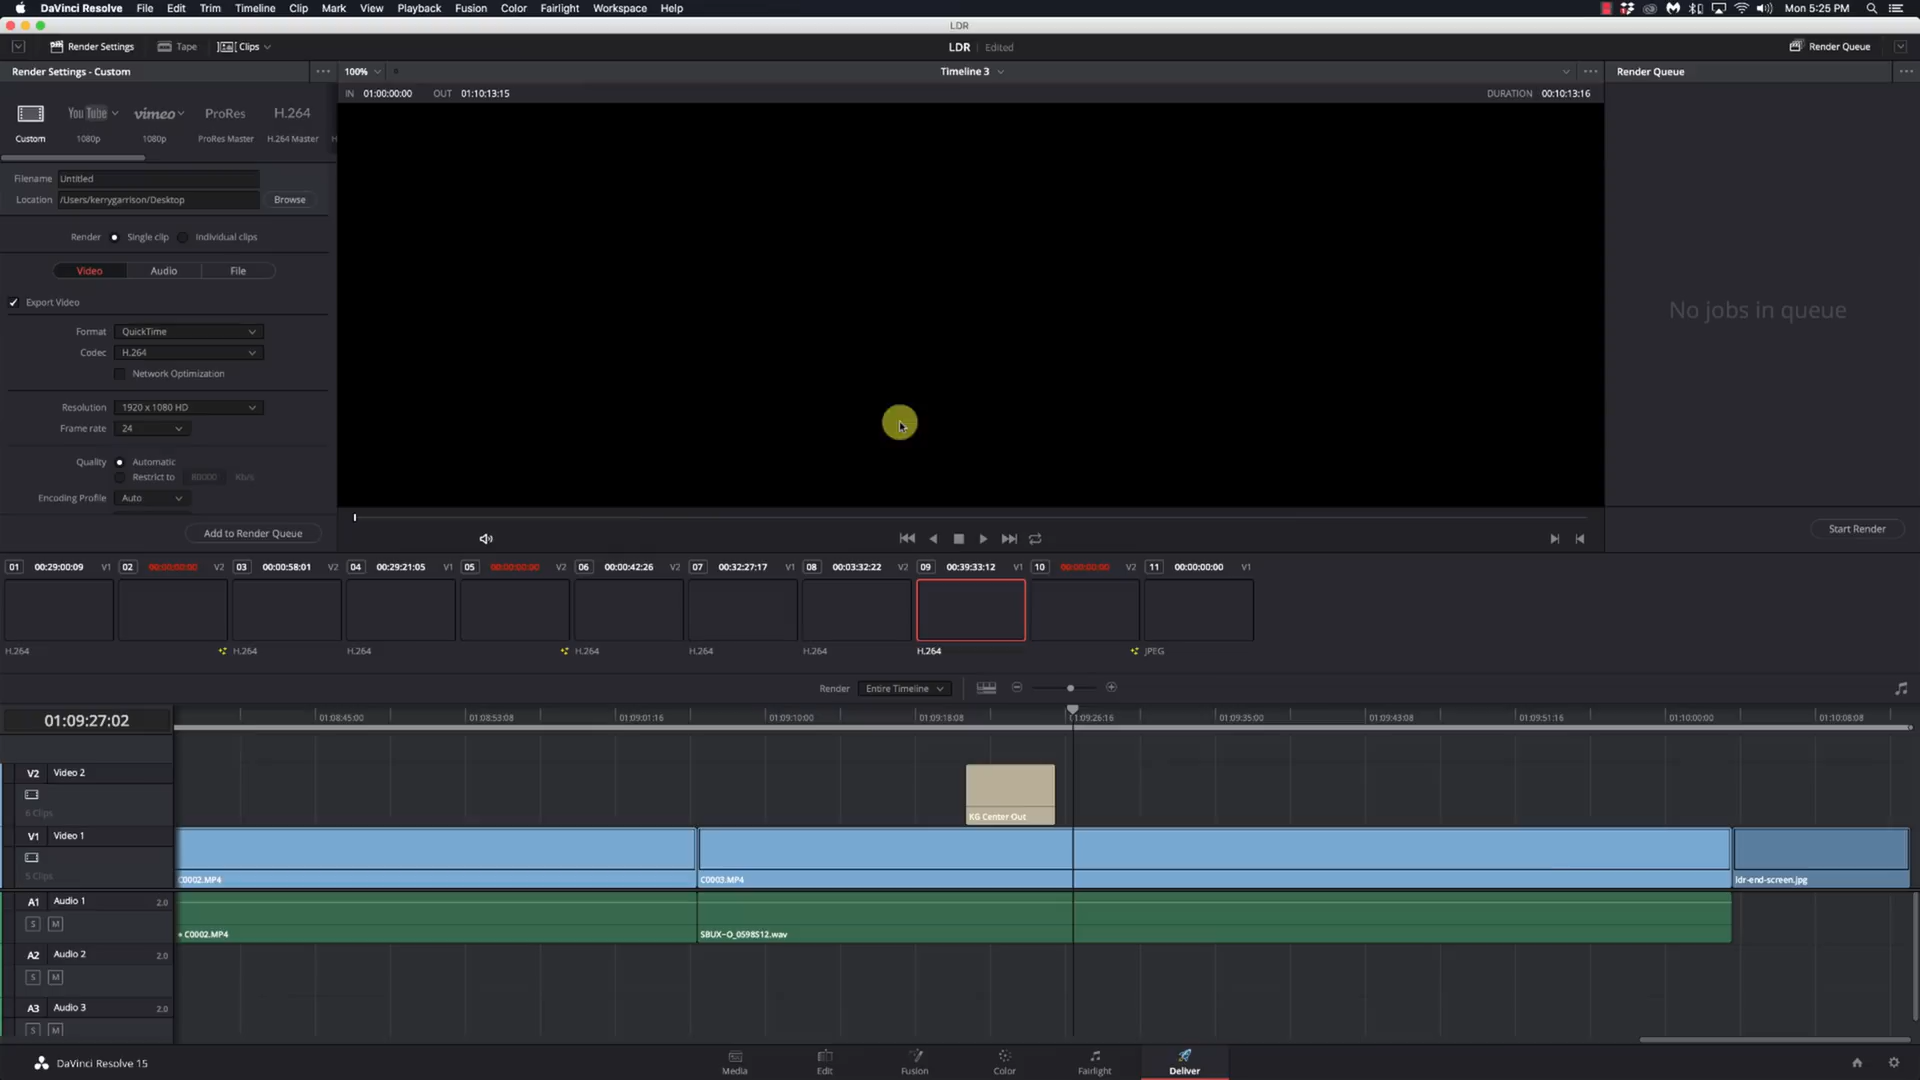 DaVinci Resolve File Edit Trim Timeline Clip Mark View Playback Fusion Color Fairlight Workspace Help Mon 5:25 PM
LDR
Render Settings Tape Clips LDR Edited Render Queue
Render Settings - Custom 100% Timeline 3 Render Queue
IN 01:00:00:00 OUT 01:10:13:15 DURATION 00:10:13:16
YouTube vimeo ProRes H.264
Custom 1080p 1080p ProRes Master H.264 Master H
Filename Untitled
Location /Users/kerrygarrison/Desktop Browse
Render Single clip Individual clips
Video Audio File
Export Video
No jobs in queue
Format QuickTime
Codec H.264
Network Optimization
Resolution 1920 x 1080 HD
Frame rate 24
Quality Automatic
Restrict to 80000 Kb/s
Encoding Profile Auto
Add to Render Queue Start Render
01 00:29:00:09 V1 02 00:00:00:00 V2 03 00:00:58:01 V2 04 00:29:21:05 V1 05 00:00:00:00 V2 06 00:00:42:26 V2 07 00:32:27:17 V1 08 00:03:32:22 V2 09 00:39:33:12 V1 10 00:00:00:00 V2 11 00:00:00:00 V1
H.264 H.264 H.264 H.264 H.264 H.264 H.264 JPEG
Render Entire Timeline
01:09:27:02 01:08:45:00 01:08:53:08 01:09:01:16 01:09:10:00 01:09:18:08 01:09:26:16 01:09:35:00 01:09:43:08 01:09:51:16 01:10:00:00 01:10:08:08
V2 Video 2
6 Clips KG Center Out
V1 Video 1
5 Clips C0002.MP4 C0003.MP4 ldr-end-screen.jpg
A1 Audio 1 2.0
S M
C0002.MP4 SBUX-O_0598S12.wav
A2 Audio 2 2.0
S M
A3 Audio 3 2.0
S M
DaVinci Resolve 15 Media Edit Fusion Color Fairlight Deliver